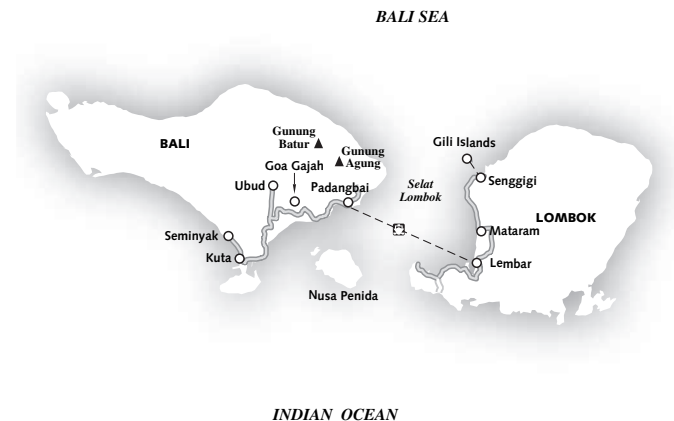 BALI SEA
BALI
Gunung
Batur
Gunung
Agung
Goa Gajah
Ubud
Padangbai
Seminyak
Kuta
Nusa Penida
Selat
Lombok
Gili Islands
Senggigi
LOMBOK
Mataram
Lembar
INDIAN OCEAN